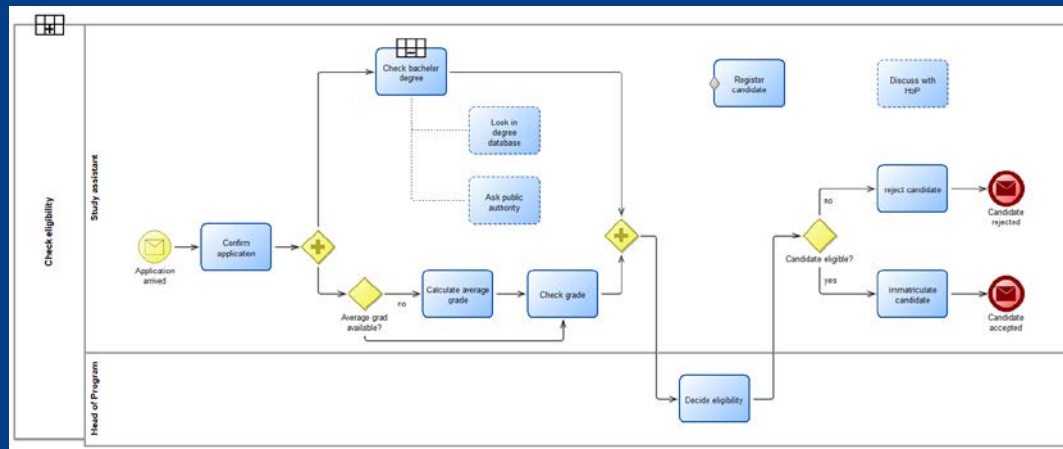 Check eligibility
Study assistant
Head of Program
Application
arrived
Confirm
application
Check bachelor
degree
Look in
degree
database
Ask public
authority
Average grad
available?
no
Calculate average
grade
Check grade
Register
candidate
Discuss with
HoP
Decide eligibility
Candidate eligible?
no
yes
reject candidate
Candidate
rejected
immatriculate
candidate
Candidate
accepted